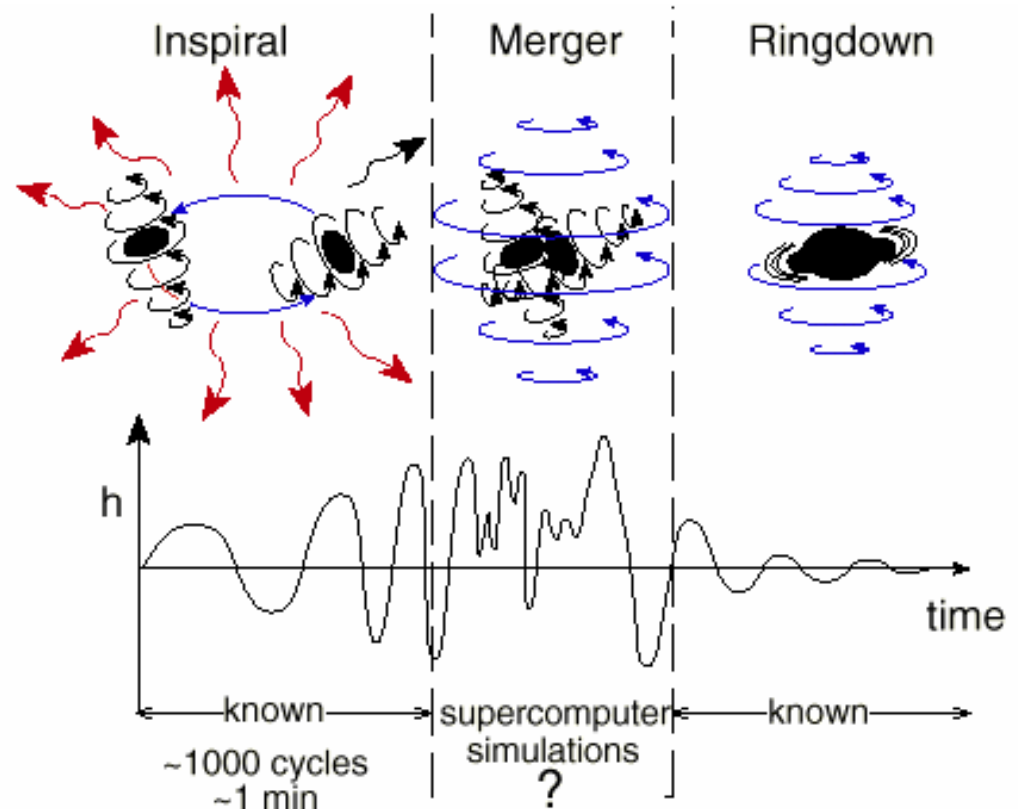 Inspiral
Merger
Ringdown
h
time
known
supercomputer
simulations
?
known
~1000 cycles
~1 min